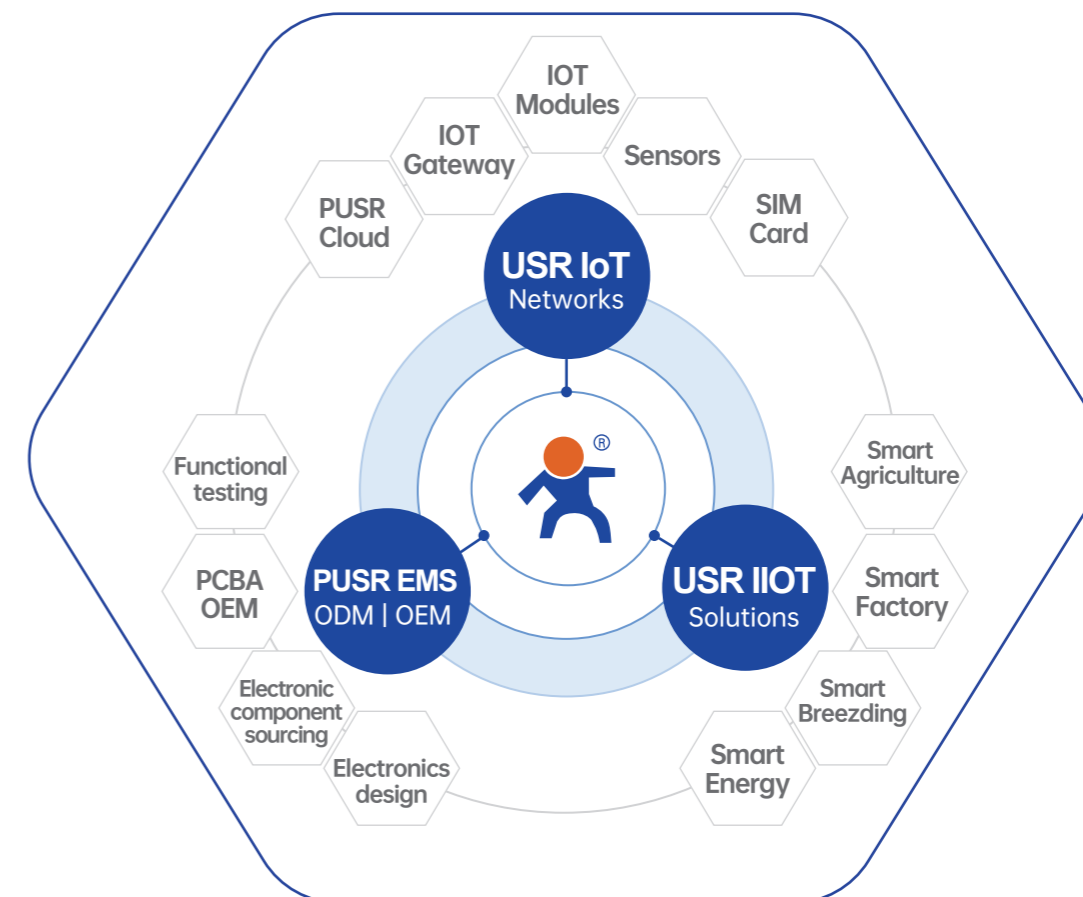 IOT
Modules
IOT
Gateway
Sensors
PUSR
Cloud
SIM
Card
USR IoT
Networks
®
Functional
testing
Smart
Agriculture
PCBA
OEM
PUSR EMS
ODM | OEM
USR IIOT
Solutions
Smart
Factory
Electronic
component
sourcing
Smart
Breezding
Electronics
design
Smart
Energy